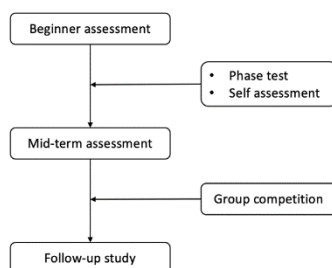 Beginner assessment
• Phase test
• Self assessment
Mid-term assessment
Group competition
Follow-up study